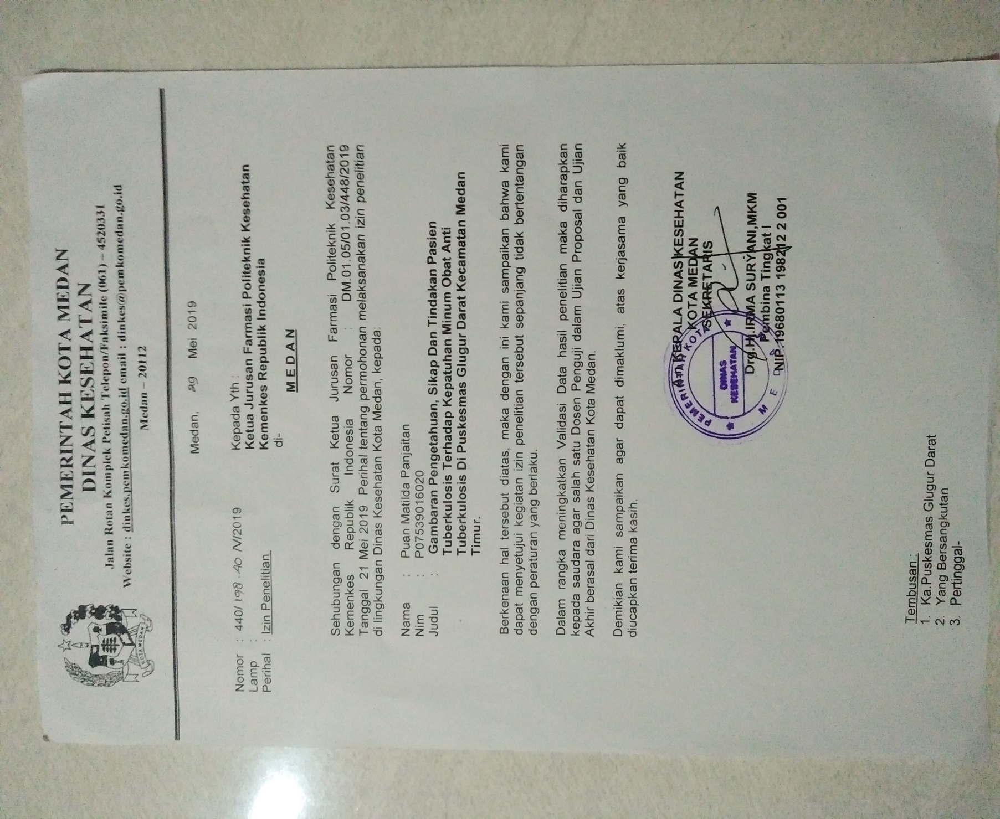 PEMERINTAH KOTA MEDAN
DINAS KESEHATAN
Jalan Rotan Komplek Petisah Telepon/Faksimile (061) – 4520331
Website : dinkes.pemkomedan.go.id email : dinkes@pemkomedan.go.id
Medan – 20112
KOTA MEDAN
Medan, 29 Mei 2019
Nomor : 440/ 198.40 /V/2019
Lamp :
Perihal : Izin Penelitian
Kepada Yth :
Ketua Jurusan Farmasi Politeknik Kesehatan
Kemenkes Republik Indonesia
di-
M E D A N
Sehubungan dengan Surat Ketua Jurusan Farmasi Politeknik Kesehatan
Kemenkes Republik Indonesia Nomor : DM.01.05/01.03/448/2019
Tanggal 21 Mei 2019 Perihal tentang permohonan melaksanakan izin penelitian
di lingkungan Dinas Kesehatan Kota Medan, kepada:
Nama : Puan Matilda Panjaitan
Nim : P07539016020
Judul : Gambaran Pengetahuan, Sikap Dan Tindakan Pasien
Tuberkulosis Terhadap Kepatuhan Minum Obat Anti
Tuberkulosis Di Puskesmas Glugur Darat Kecamatan Medan
Timur.
Berkenaan hal tersebut diatas, maka dengan ini kami sampaikan bahwa kami
dapat menyetujui kegiatan izin penelitian tersebut sepanjang tidak bertentangan
dengan peraturan yang berlaku.
Dalam rangka meningkatkan Validasi Data hasil penelitian maka diharapkan
kepada saudara agar salah satu Dosen Penguji dalam Ujian Proposal dan Ujian
Akhir berasal dari Dinas Kesehatan Kota Medan.
Demikian kami sampaikan agar dapat dimaklumi, atas kerjasama yang baik
diucapkan terima kasih.
A.n KEPALA DINAS KESEHATAN
KOTA MEDAN
SEKRETARIS
PEMERINTAH KOTA
DINAS
KESEHATAN
M E D A N
Drg.Hj.IRMA SURYANI,MKM
Pembina Tingkat I
NIP.19680113 198212 2 001
Tembusan :
1. Ka.Puskesmas Glugur Darat
2. Yang Bersangkutan
3. Pertinggal-